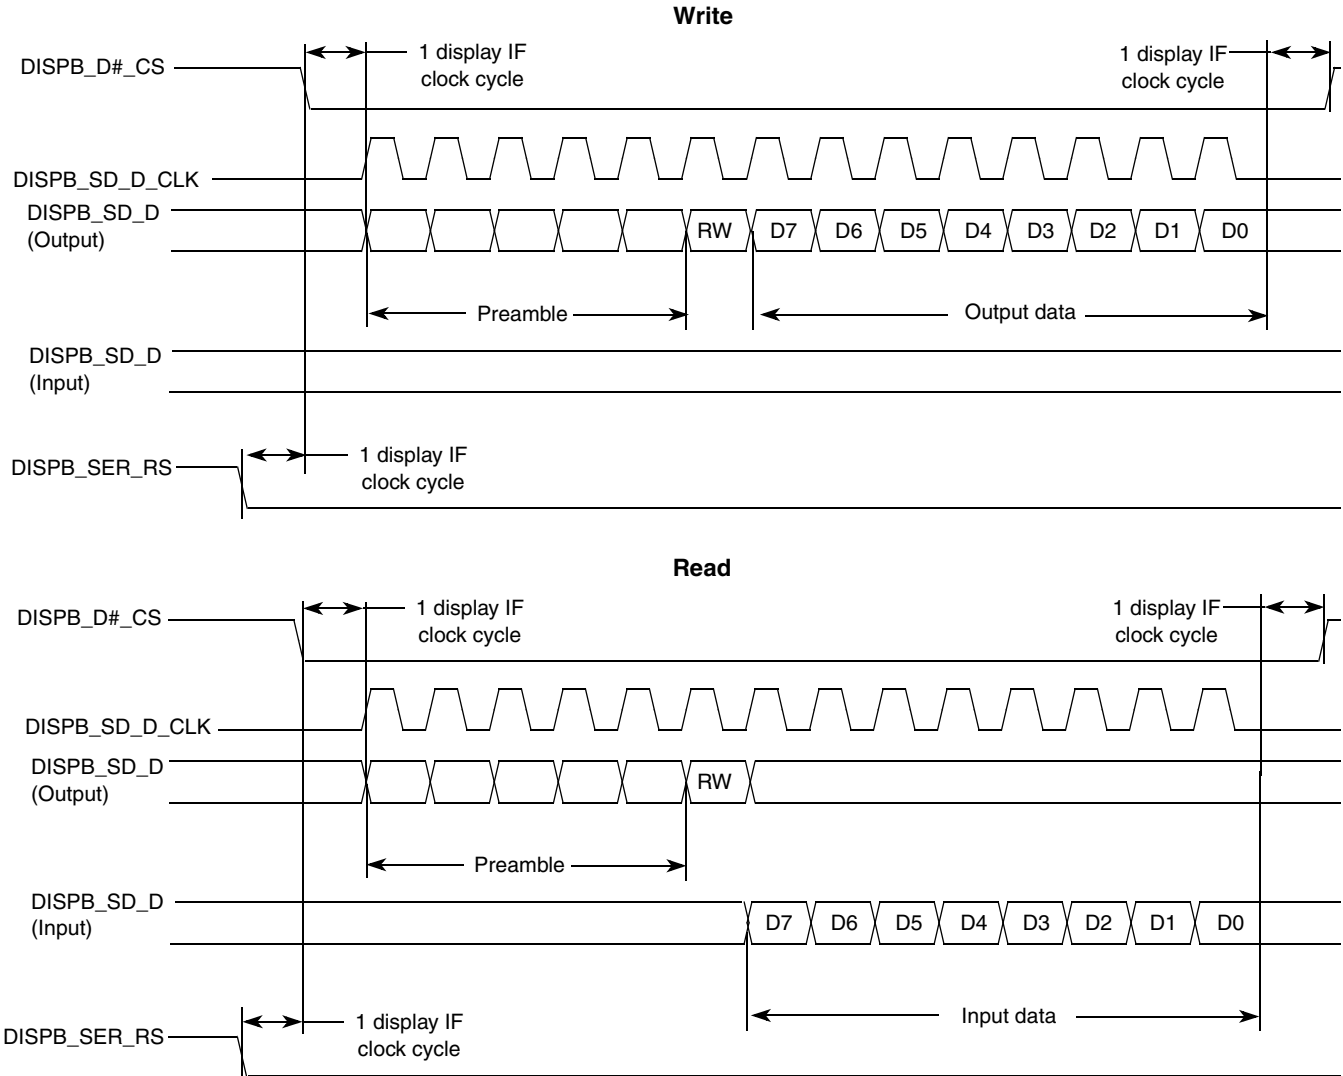 Write
1 display IF
clock cycle
1 display IF
clock cycle
DISPB_D#_CS
DISPB_SD_D_CLK
DISPB_SD_D
(Output)
RW D7 D6 D5 D4 D3 D2 D1 D0
Preamble
Output data
DISPB_SD_D
(Input)
1 display IF
clock cycle
DISPB_SER_RS
Read
1 display IF
clock cycle
1 display IF
clock cycle
DISPB_D#_CS
DISPB_SD_D_CLK
DISPB_SD_D
(Output)
RW
Preamble
DISPB_SD_D
(Input)
D7 D6 D5 D4 D3 D2 D1 D0
Input data
1 display IF
clock cycle
DISPB_SER_RS